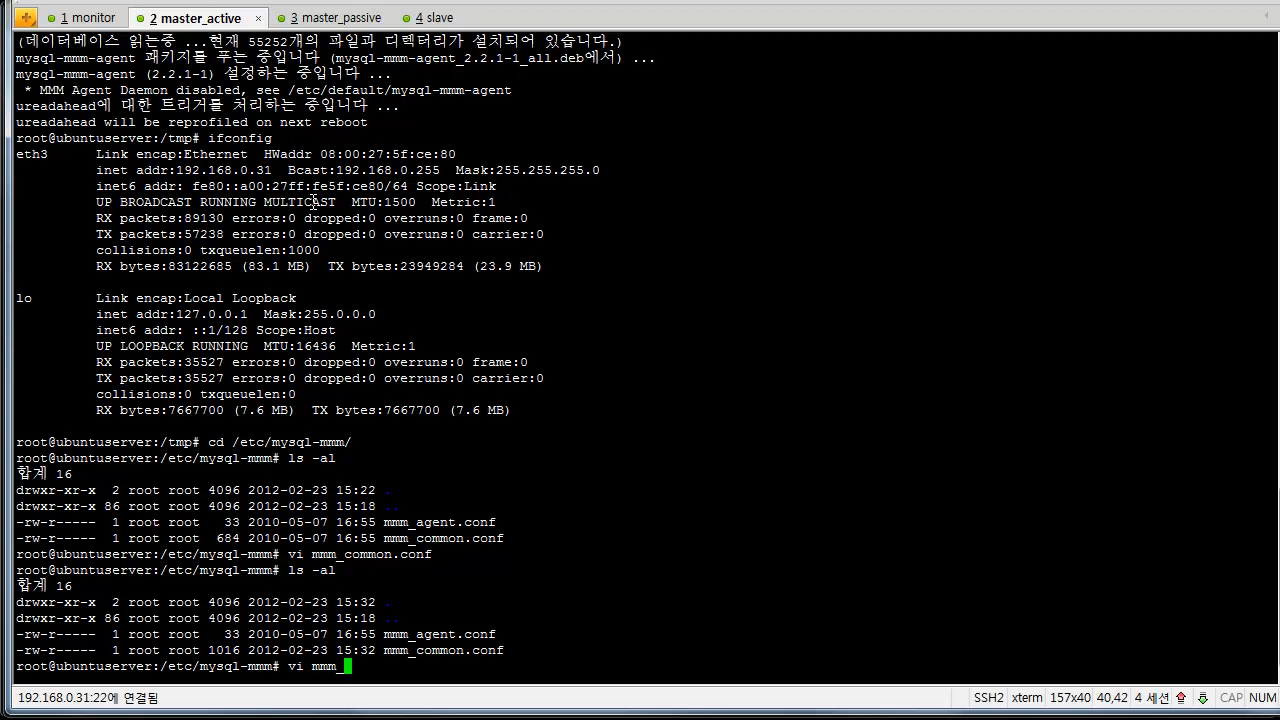 1 monitor 2 master_active × 3 master_passive 4 slave
(데이터베이스 읽는중 ...현재 55252개의 파일과 디렉터리가 설치되어 있습니다.)
mysql-mmm-agent 패키지를 푸는 중입니다 (mysql-mmm-agent_2.2.1-1_all.deb에서) ...
mysql-mmm-agent (2.2.1-1) 설정하는 중입니다 ...
 * MMM Agent Daemon disabled, see /etc/default/mysql-mmm-agent
ureadahead에 대한 트리거를 처리하는 중입니다 ...
ureadahead will be reprofiled on next reboot
root@ubuntuserver:/tmp# ifconfig
eth3      Link encap:Ethernet  HWaddr 08:00:27:5f:ce:80
          inet addr:192.168.0.31  Bcast:192.168.0.255  Mask:255.255.255.0
          inet6 addr: fe80::a00:27ff:fe5f:ce80/64 Scope:Link
          UP BROADCAST RUNNING MULTICAST  MTU:1500  Metric:1
          RX packets:89130 errors:0 dropped:0 overruns:0 frame:0
          TX packets:57238 errors:0 dropped:0 overruns:0 carrier:0
          collisions:0 txqueuelen:1000
          RX bytes:83122685 (83.1 MB)  TX bytes:23949284 (23.9 MB)
lo        Link encap:Local Loopback
          inet addr:127.0.0.1  Mask:255.0.0.0
          inet6 addr: ::1/128 Scope:Host
          UP LOOPBACK RUNNING  MTU:16436  Metric:1
          RX packets:35527 errors:0 dropped:0 overruns:0 frame:0
          TX packets:35527 errors:0 dropped:0 overruns:0 carrier:0
          collisions:0 txqueuelen:0
          RX bytes:7667700 (7.6 MB)  TX bytes:7667700 (7.6 MB)
root@ubuntuserver:/tmp# cd /etc/mysql-mmm/
root@ubuntuserver:/etc/mysql-mmm# ls -al
합계 16
drwxr-xr-x  2 root root 4096 2012-02-23 15:22 .
drwxr-xr-x 86 root root 4096 2012-02-23 15:18 ..
-rw-r-----  1 root root   33 2010-05-07 16:55 mmm_agent.conf
-rw-r-----  1 root root  684 2010-05-07 16:55 mmm_common.conf
root@ubuntuserver:/etc/mysql-mmm# vi mmm_common.conf
root@ubuntuserver:/etc/mysql-mmm# ls -al
합계 16
drwxr-xr-x  2 root root 4096 2012-02-23 15:32 .
drwxr-xr-x 86 root root 4096 2012-02-23 15:18 ..
-rw-r-----  1 root root   33 2010-05-07 16:55 mmm_agent.conf
-rw-r-----  1 root root 1016 2012-02-23 15:32 mmm_common.conf
root@ubuntuserver:/etc/mysql-mmm# vi mmm_
192.168.0.31:22에 연결됨 SSH2 xterm 157x40 40,42 4 세션 CAP NUM